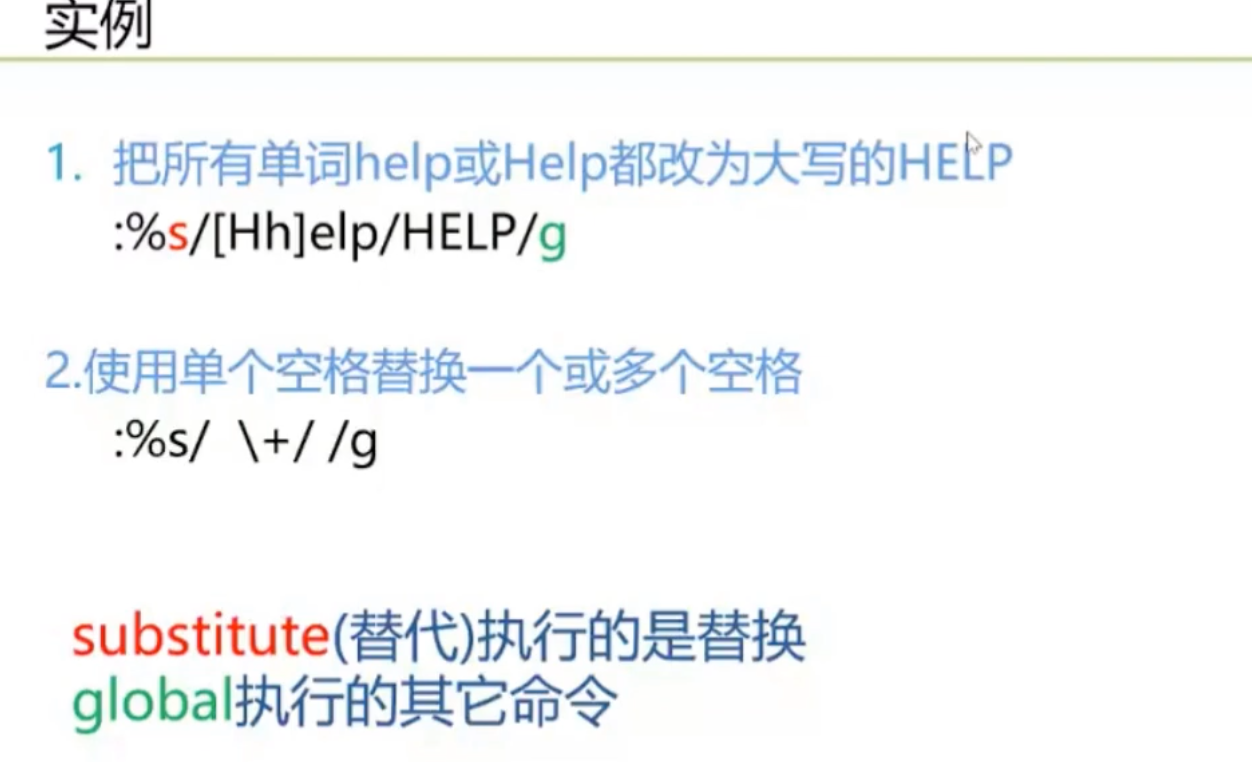 实例
1. 把所有单词help或Help都改为大写的HELP
:%s/[Hh]elp/HELP/g
2.使用单个空格替换一个或多个空格
:%s/  \+/ /g
substitute(替代)执行的是替换
global执行的其它命令